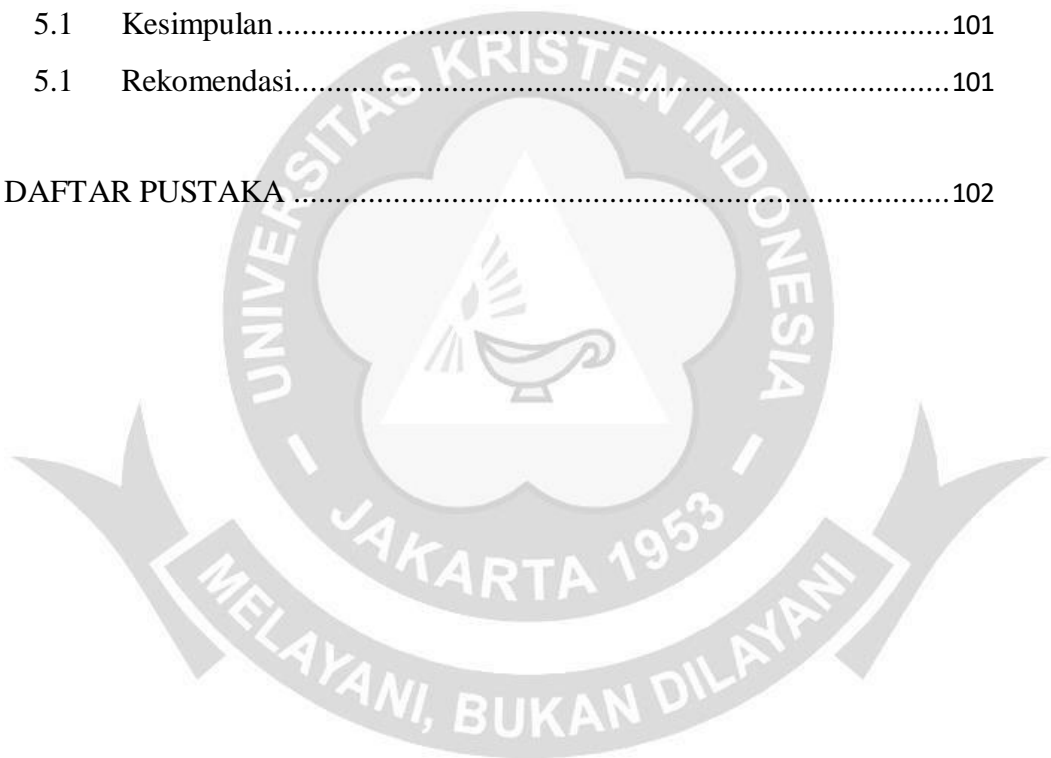 5.1 Kesimpulan 101
5.1 Rekomendasi 101
DAFTAR PUSTAKA 102
UNIVERSITAS KRISTEN INDONESIA
JAKARTA 1953
MELAYANI, BUKAN DILAYANI